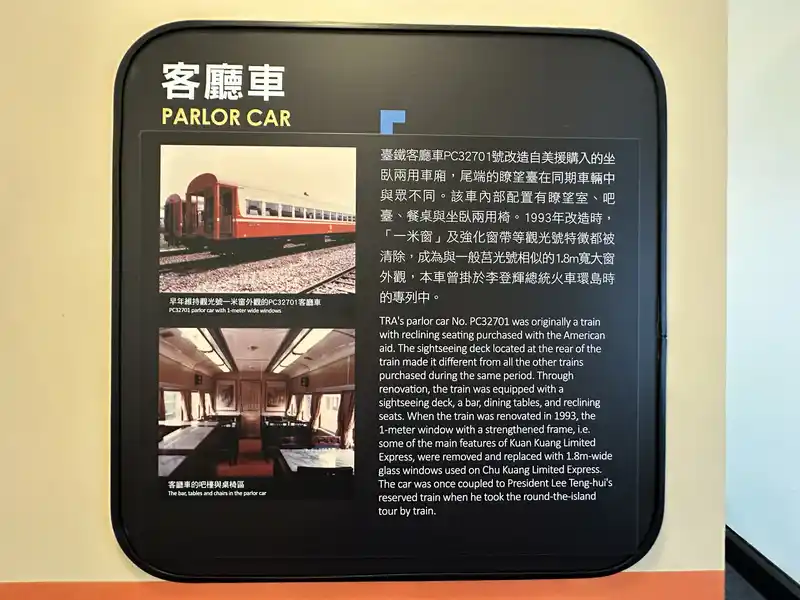 客廳車
PARLOR CAR
臺鐵客廳車PC32701號改造自美援購入的坐
臥兩用車廂，尾端的瞭望臺在同期車輛中
與眾不同。該車內部配置有瞭望室、吧
臺、餐桌與坐臥兩用椅。1993年改造時，
「一米窗」及強化窗帶等觀光號特徵都被
清除，成為與一般莒光號相似的1.8m寬大窗
外觀，本車曾掛於李登輝總統火車環島時
的專列中。
早年維持觀光號一米窗外觀的PC32701客廳車
PC32701 parlor car with 1-meter wide windows
TRA's parlor car No. PC32701 was originally a train
with reclining seating purchased with the American
aid. The sightseeing deck located at the rear of the
train made it different from all the other trains
purchased during the same period. Through
renovation, the train was equipped with a
sightseeing deck, a bar, dining tables, and reclining
seats. When the train was renovated in 1993, the
1-meter window with a strengthened frame, i.e.
some of the main features of Kuan Kuang Limited
Express, were removed and replaced with 1.8m-wide
glass windows used on Chu Kuang Limited Express.
The car was once coupled to President Lee Teng-hui's
reserved train when he took the round-the-island
tour by train.
客廳車的吧檯與桌椅區
The bar, tables and chairs in the parlor car